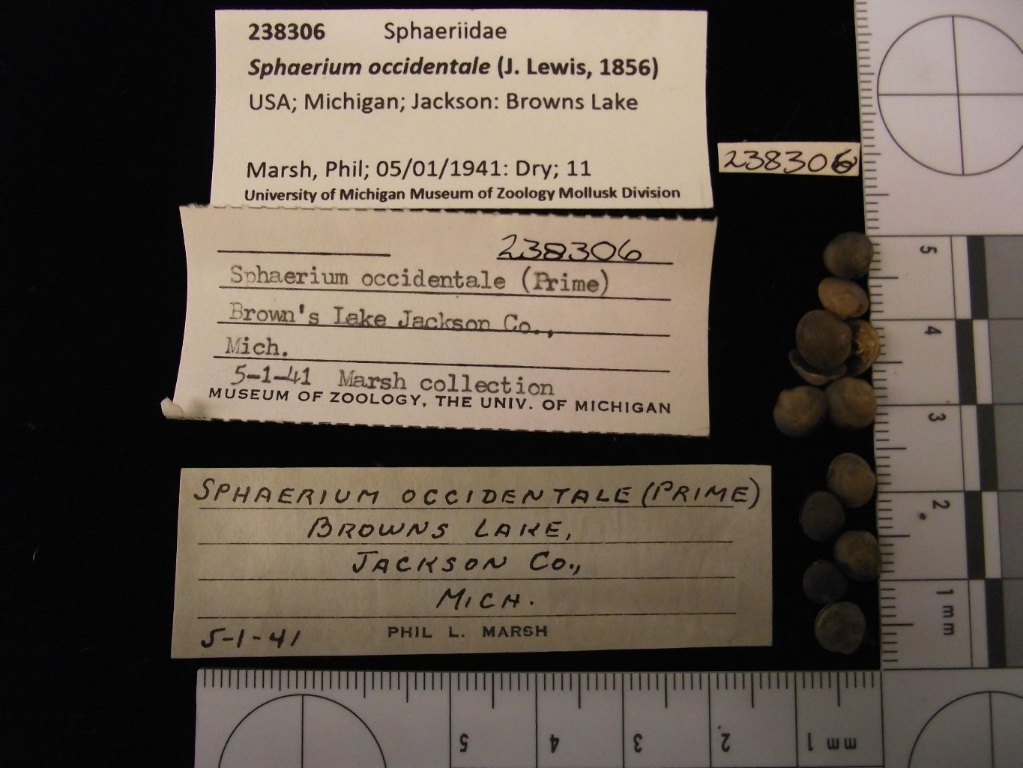 238306 Sphaeriidae
Sphaerium occidentale (J. Lewis, 1856)
USA; Michigan; Jackson: Browns Lake
Marsh, Phil; 05/01/1941: Dry; 11
University of Michigan Museum of Zoology Mollusk Division
238306
238306
Sphaerium occidentale (Prime)
Brown's Lake Jackson Co.,
Mich.
5-1-41 Marsh collection
MUSEUM OF ZOOLOGY, THE UNIV. OF MICHIGAN
SPHAERIUM OCCIDENTALE (PRIME)
BROWNS LAKE,
JACKSON CO.,
MICH.
5-1-41 PHIL L. MARSH
5
4
3
2
1 mm
5 4 3 2 1 mm